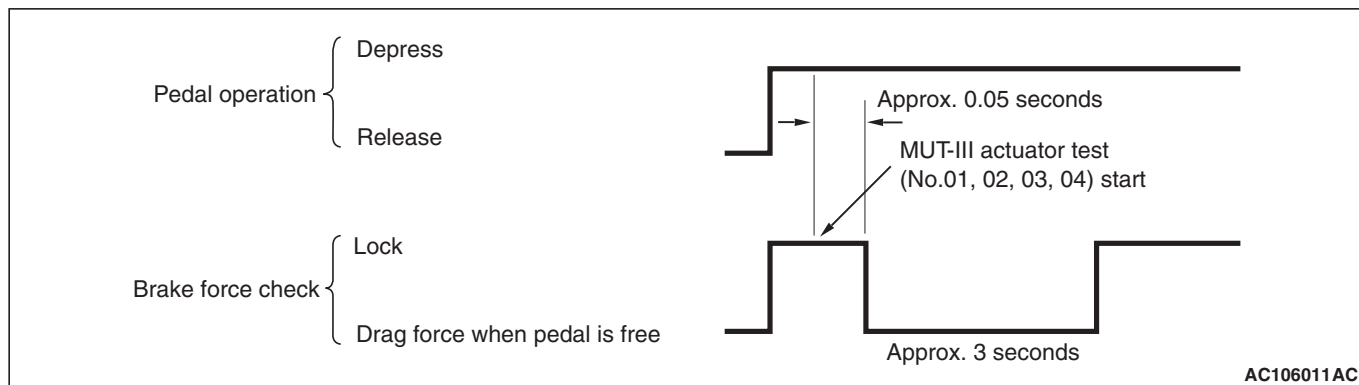 Depress
Pedal operation
Release
Approx. 0.05 seconds
MUT-III actuator test
(No.01, 02, 03, 04) start
Lock
Brake force check
Drag force when pedal is free
Approx. 3 seconds
AC106011AC